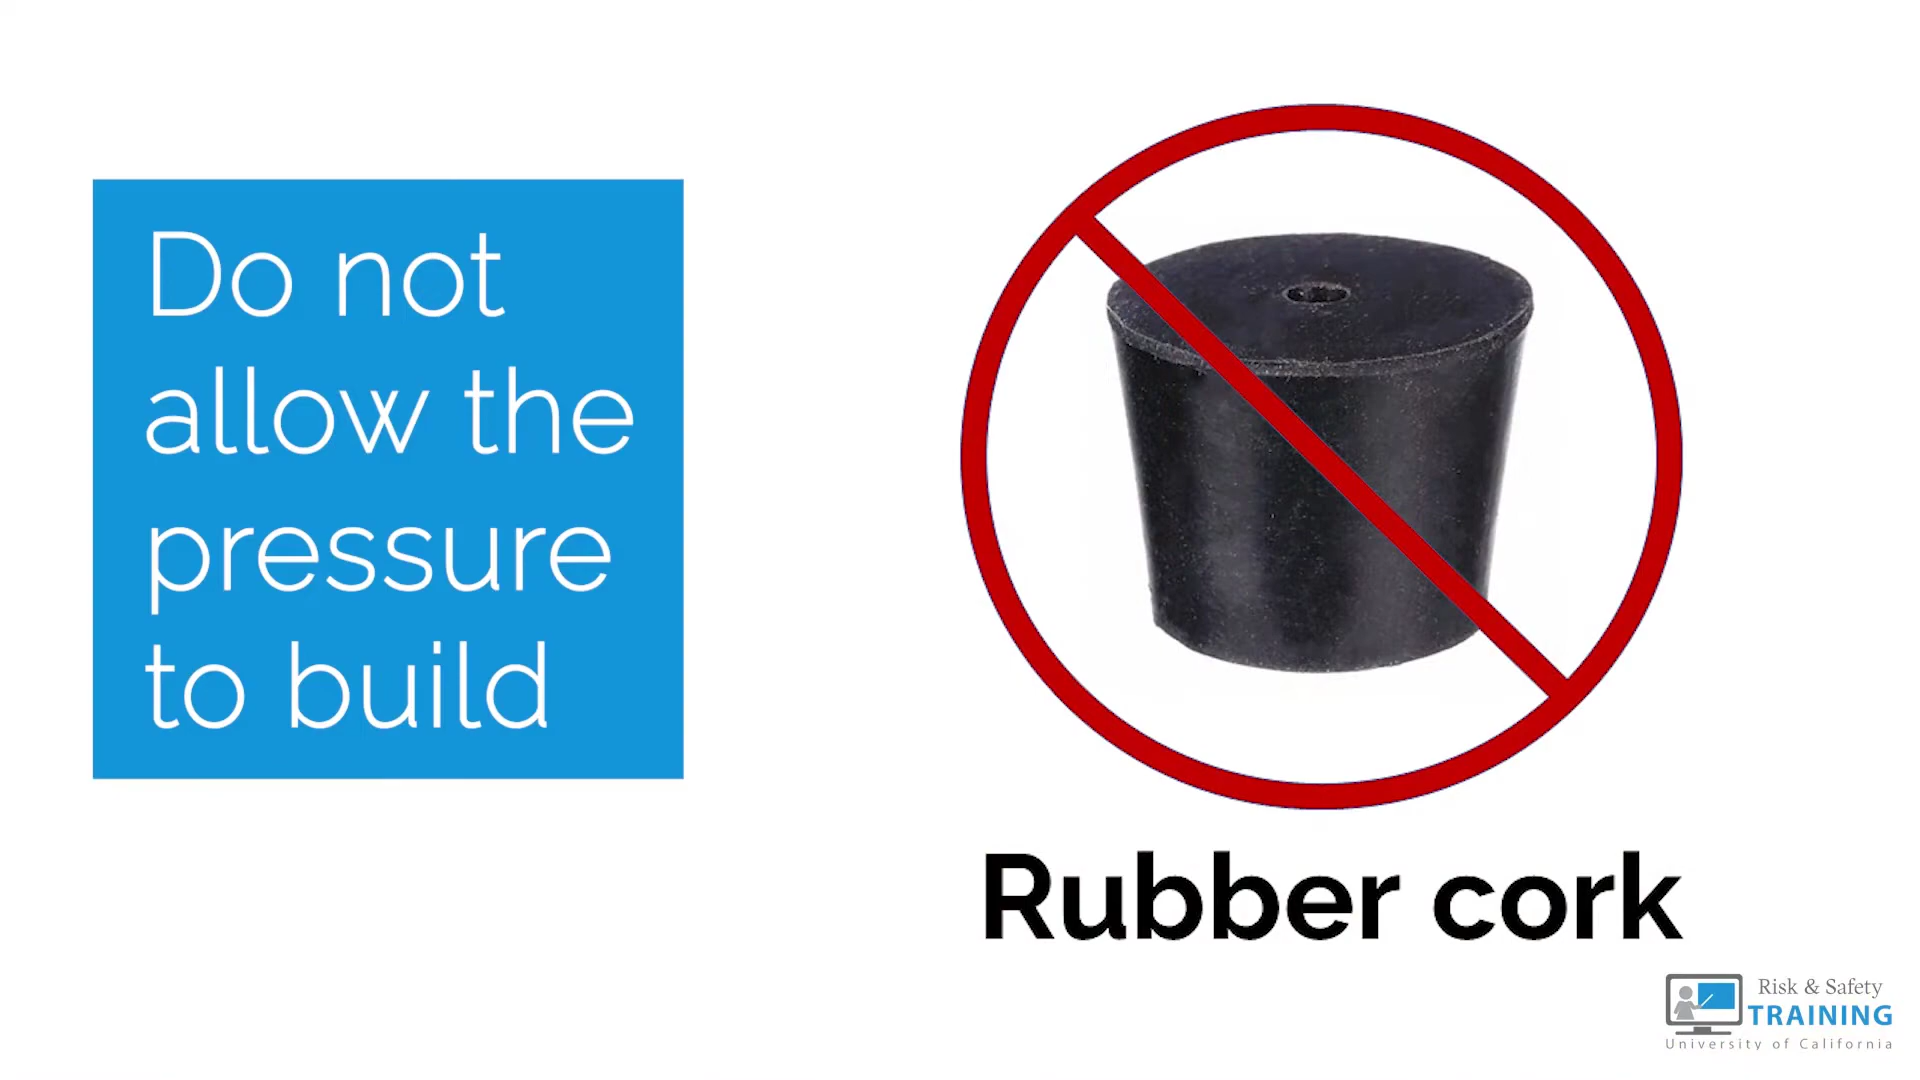 Do not
allow the
pressure
to build
Rubber cork
Risk & Safety
TRAINING
University of California